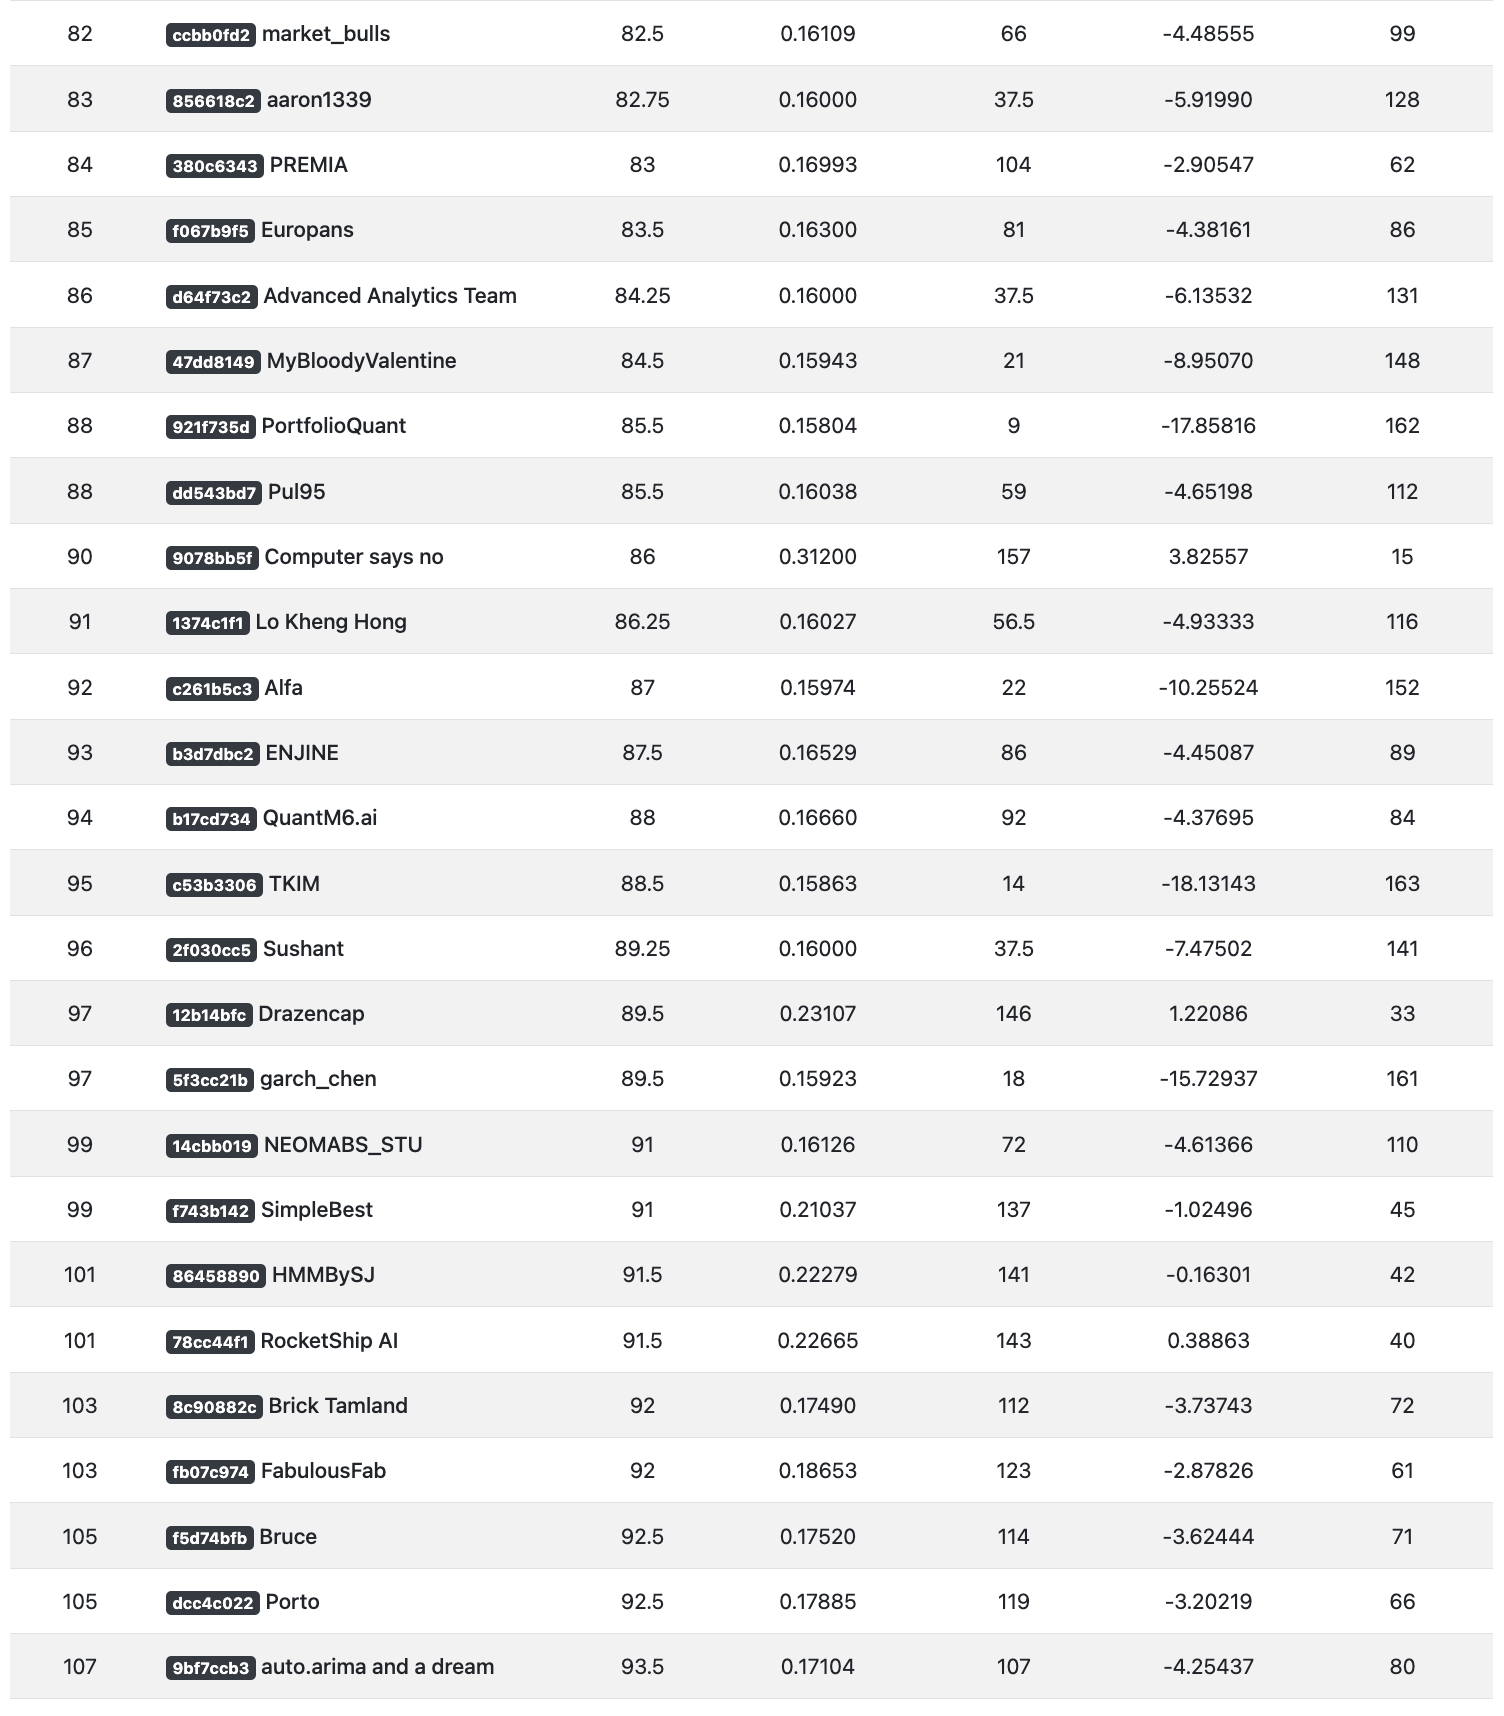 82 ccbb0fd2 market_bulls 82.5 0.16109 66 -4.48555 99
83 856618c2 aaron1339 82.75 0.16000 37.5 -5.91990 128
84 380c6343 PREMIA 83 0.16993 104 -2.90547 62
85 f067b9f5 Europans 83.5 0.16300 81 -4.38161 86
86 d64f73c2 Advanced Analytics Team 84.25 0.16000 37.5 -6.13532 131
87 47dd8149 MyBloodyValentine 84.5 0.15943 21 -8.95070 148
88 921f735d PortfolioQuant 85.5 0.15804 9 -17.85816 162
88 dd543bd7 Pul95 85.5 0.16038 59 -4.65198 112
90 9078bb5f Computer says no 86 0.31200 157 3.82557 15
91 1374c1f1 Lo Kheng Hong 86.25 0.16027 56.5 -4.93333 116
92 c261b5c3 Alfa 87 0.15974 22 -10.25524 152
93 b3d7dbc2 ENJINE 87.5 0.16529 86 -4.45087 89
94 b17cd734 QuantM6.ai 88 0.16660 92 -4.37695 84
95 c53b3306 TKIM 88.5 0.15863 14 -18.13143 163
96 2f030cc5 Sushant 89.25 0.16000 37.5 -7.47502 141
97 12b14bfc Drazencap 89.5 0.23107 146 1.22086 33
97 5f3cc21b garch_chen 89.5 0.15923 18 -15.72937 161
99 14cbb019 NEOMABS_STU 91 0.16126 72 -4.61366 110
99 f743b142 SimpleBest 91 0.21037 137 -1.02496 45
101 86458890 HMMBySJ 91.5 0.22279 141 -0.16301 42
101 78cc44f1 RocketShip AI 91.5 0.22665 143 0.38863 40
103 8c90882c Brick Tamland 92 0.17490 112 -3.73743 72
103 fb07c974 FabulousFab 92 0.18653 123 -2.87826 61
105 f5d74bfb Bruce 92.5 0.17520 114 -3.62444 71
105 dcc4c022 Porto 92.5 0.17885 119 -3.20219 66
107 9bf7ccb3 auto.arima and a dream 93.5 0.17104 107 -4.25437 80